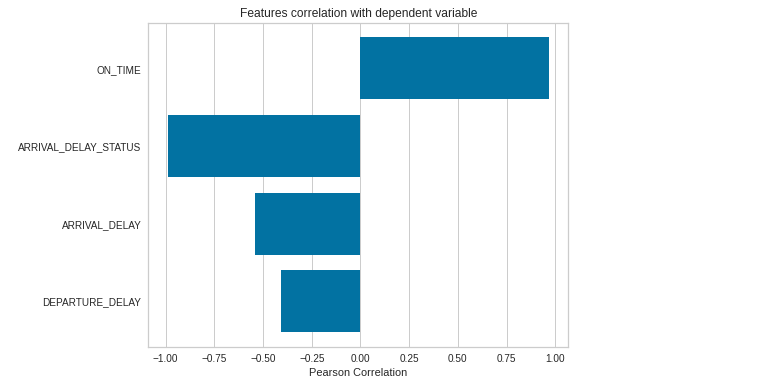 Features correlation with dependent variable
ON_TIME
ARRIVAL_DELAY_STATUS
ARRIVAL_DELAY
DEPARTURE_DELAY
−1.00 −0.75 −0.50 −0.25 0.00 0.25 0.50 0.75 1.00
Pearson Correlation